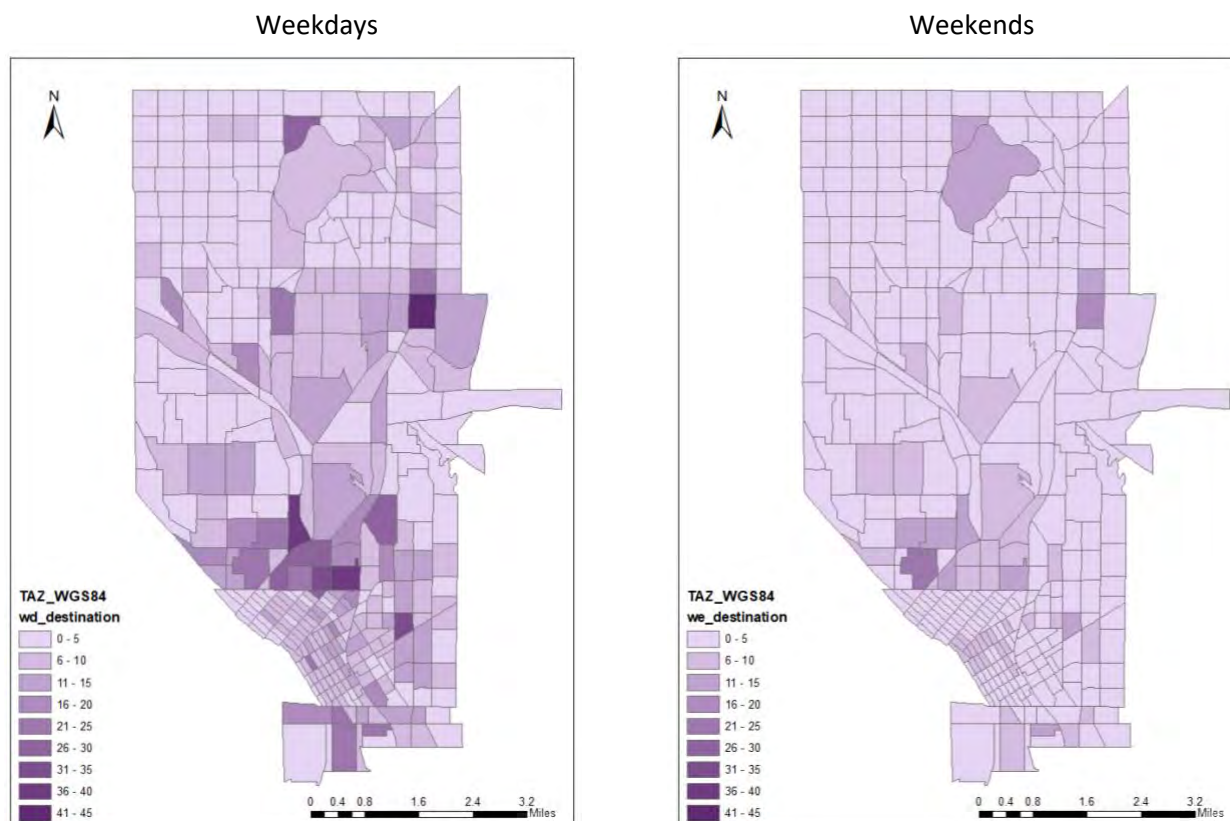 Weekdays
Weekends
N
TAZ_WGS84
wd_destination
0 - 5
6 - 10
11 - 15
16 - 20
21 - 25
26 - 30
31 - 35
36 - 40
41 - 45
0 0.4 0.8 1.6 2.4 3.2
Miles
N
TAZ_WGS84
we_destination
0 - 5
6 - 10
11 - 15
16 - 20
21 - 25
26 - 30
31 - 35
36 - 40
41 - 45
0 0.4 0.8 1.6 2.4 3.2
Miles